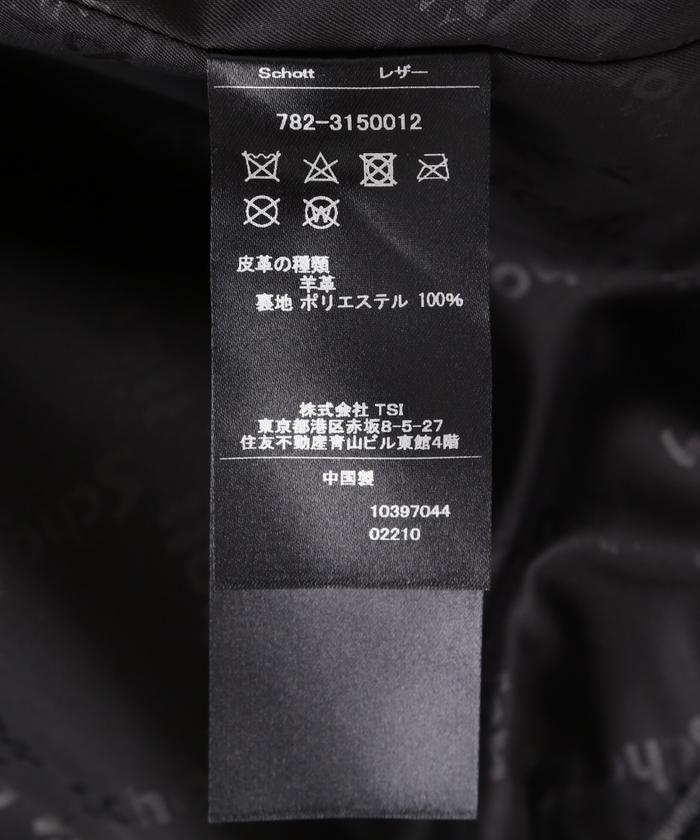 Schott レザー
782-3150012
W
皮革の種類
羊革
裏地 ポリエステル 100%
株式会社 TSI
東京都港区赤坂8-5-27
住友不動産青山ビル東館4階
中国製
10397044
02210